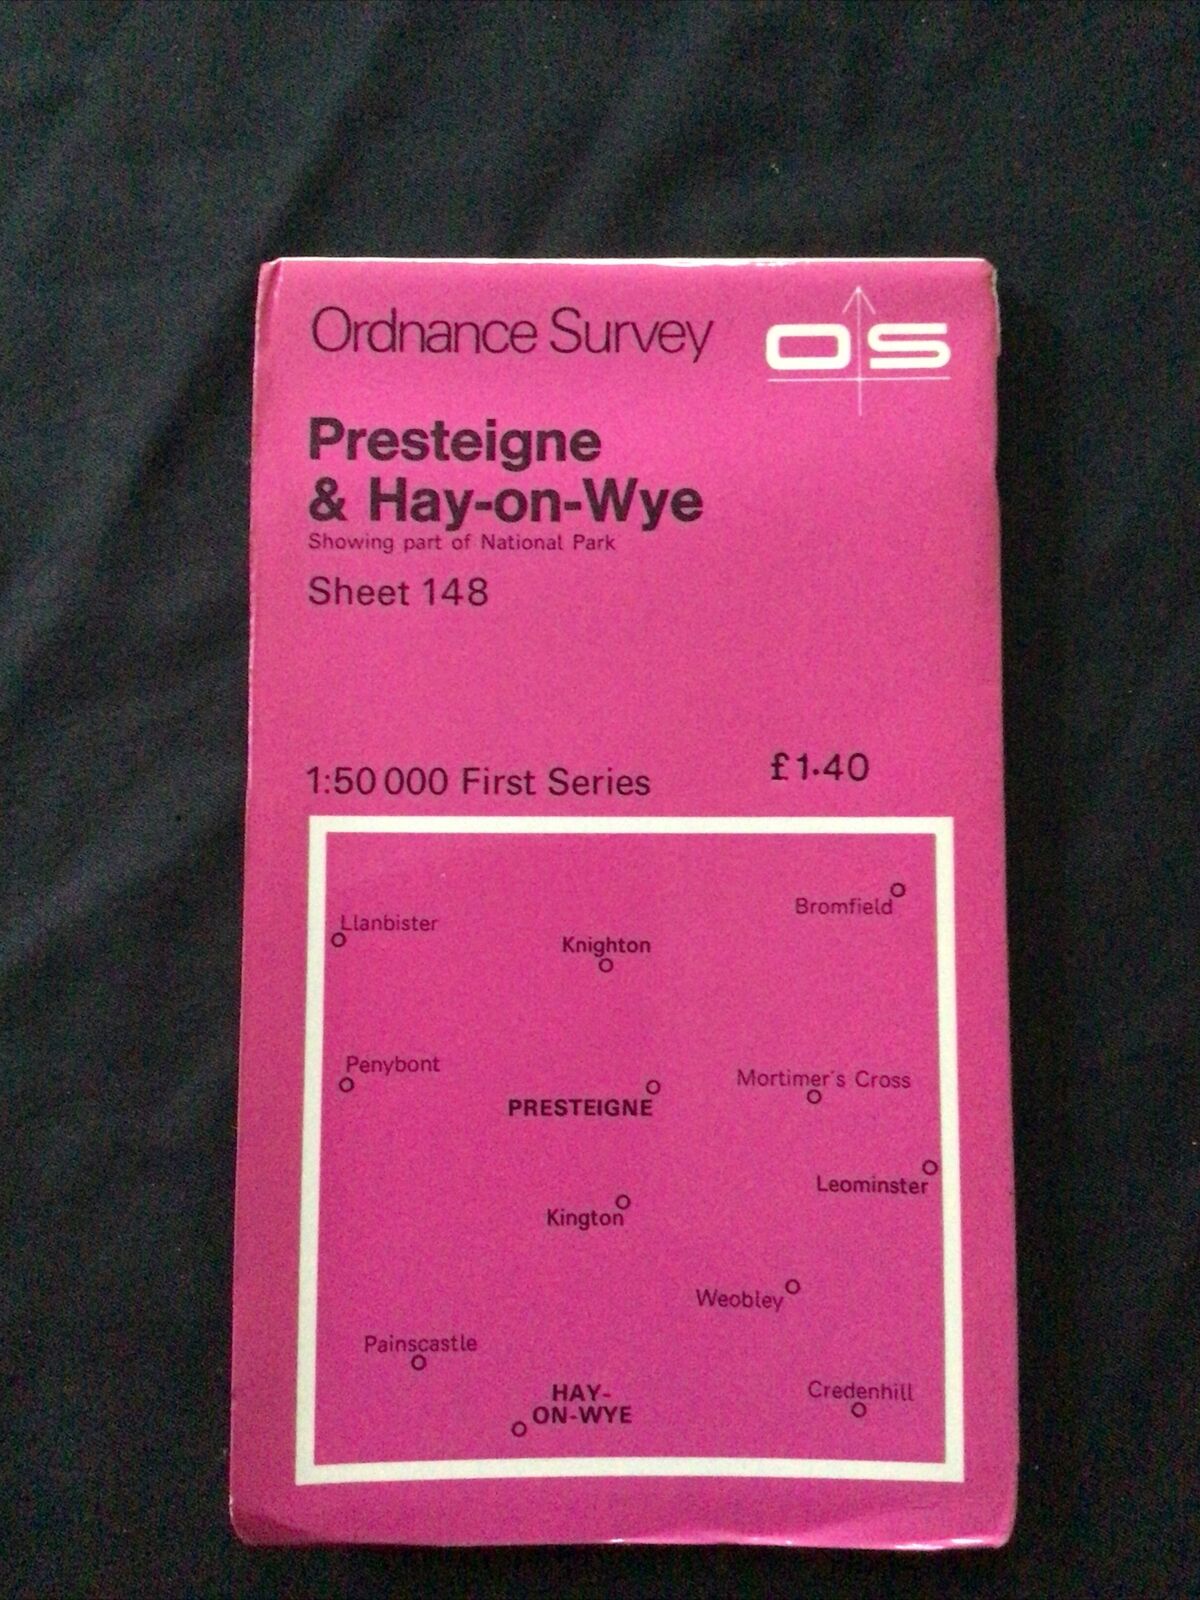 Ordnance Survey
OS
Presteigne
& Hay-on-Wye
Showing part of National Park
Sheet 148
1:50 000 First Series
£1·40
Bromfield
Llanbister
Knighton
Penybont
Mortimer's Cross
PRESTEIGNE
Leominster
Kington
Weobley
Painscastle
Credenhill
HAY-
ON-WYE